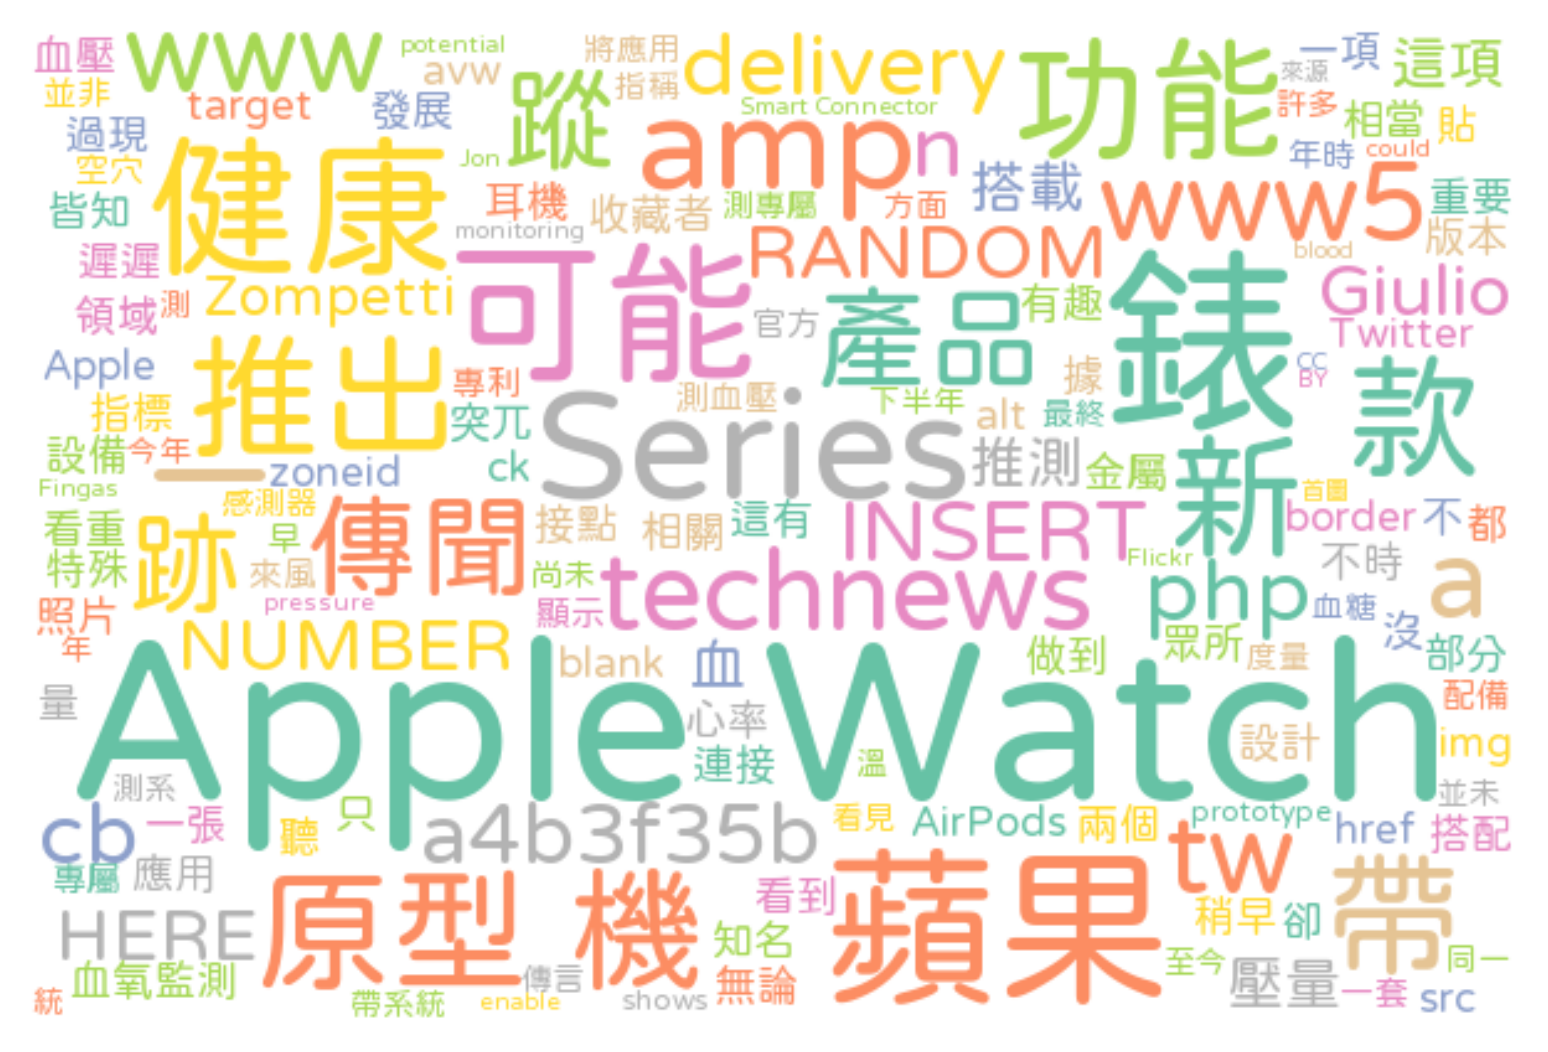 血壓 www potential 將應用 delivery 功能 一項 這項
並非 avw 蹤 指稱 來源
target 發展 Smart Connector 許多 相當 貼
過現 健康 Jon amp n 年時 could
空穴 搭載 www5 重要
皆知 耳機 收藏者 測專屬 方面 版本
monitoring RANDOM blood
遲遲 可能 錶 Giulio
領域 測 Zompetti 官方 產品 有趣 Twitter
Apple 推出 專利 據 CC 款
BY
指標 突兀 Series 測血壓 下半年 alt 最終
設備 今年 一 zoneid ck 推測 金屬 新
Fingas 感測器 首圖
看重 跡 早 傳聞 接點 相關 這有 INSERT border 不 都
特殊 來風 尚未 technews Flickr 不時 a
照片 pressure 顯示 php 血糖 沒
年 NUMBER blank 血 做到 眾所 度量 部分
量 Apple Watch 心率 配備
連接 溫 設計 img
測系 並未
cb 一張 聽 只 a4b3f35b 看見 AirPods 兩個 prototype tw href 搭配
專屬 應用 原型 機 蘋果 帶
HERE 看到 稍早 卻
知名 至今 同一
血氧監測 傳言 無論 壓量
統 帶系統 enable shows 一套 src